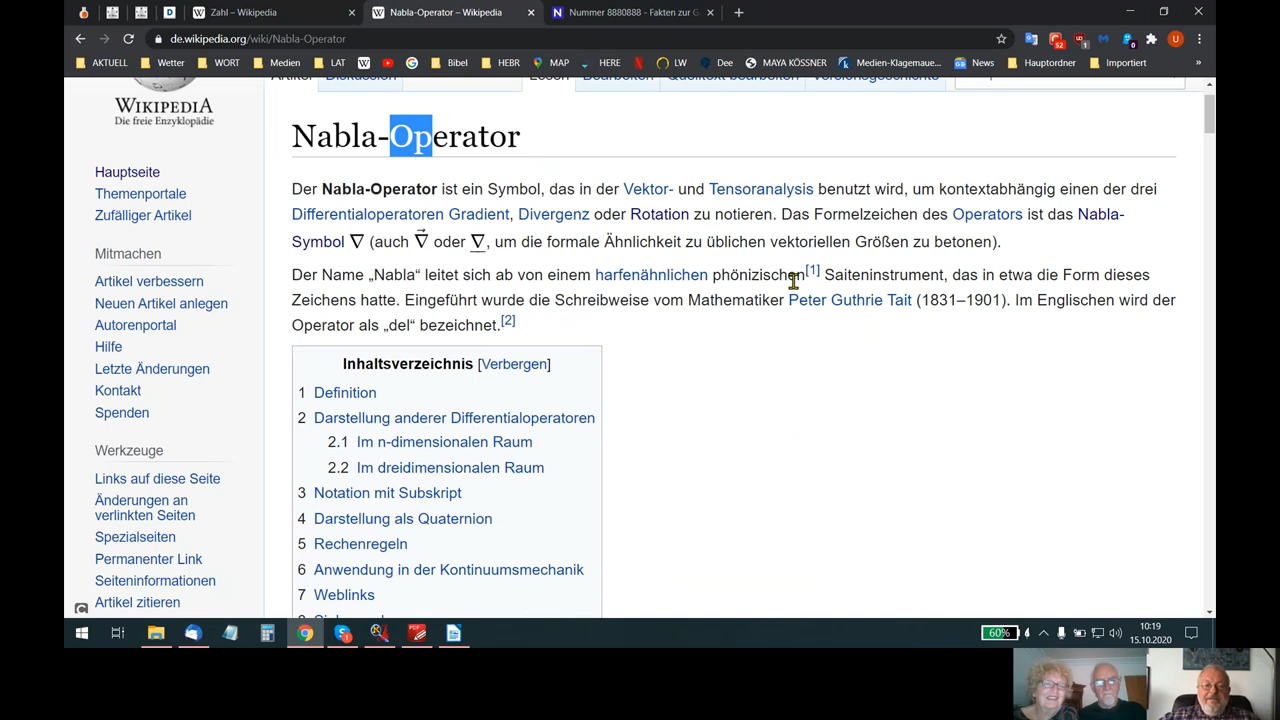 Zahl – Wikipedia
Nabla-Operator – Wikipedia
Nummer 8880888 - Fakten zur G
de.wikipedia.org/wiki/Nabla-Operator
AKTUELL Wetter WORT Medien LAT Bibel HEBR MAP HERE LW Dee MAYA KÖSSNER Medien-Klagemaue... News Hauptordner Importiert »
WIKIPEDIA
Die freie Enzyklopädie
Hauptseite
Themenportale
Zufälliger Artikel
Mitmachen
Artikel verbessern
Neuen Artikel anlegen
Autorenportal
Hilfe
Letzte Änderungen
Kontakt
Spenden
Werkzeuge
Links auf diese Seite
Änderungen an
verlinkten Seiten
Spezialseiten
Permanenter Link
Seiteninformationen
Artikel zitieren
Artikel Diskussion Lesen Bearbeiten Quelltext bearbeiten Versionsgeschichte
Nabla-Operator
Der Nabla-Operator ist ein Symbol, das in der Vektor- und Tensoranalysis benutzt wird, um kontextabhängig einen der drei
Differentialoperatoren Gradient, Divergenz oder Rotation zu notieren. Das Formelzeichen des Operators ist das Nabla-
Symbol ∇ (auch ∇⃗ oder ∇̲, um die formale Ähnlichkeit zu üblichen vektoriellen Größen zu betonen).
Der Name „Nabla“ leitet sich ab von einem harfenähnlichen phönizischen[1] Saiteninstrument, das in etwa die Form dieses
Zeichens hatte. Eingeführt wurde die Schreibweise vom Mathematiker Peter Guthrie Tait (1831–1901). Im Englischen wird der
Operator als „del“ bezeichnet.[2]
Inhaltsverzeichnis [Verbergen]
1 Definition
2 Darstellung anderer Differentialoperatoren
2.1 Im n-dimensionalen Raum
2.2 Im dreidimensionalen Raum
3 Notation mit Subskript
4 Darstellung als Quaternion
5 Rechenregeln
6 Anwendung in der Kontinuumsmechanik
7 Weblinks
60%
10:19
15.10.2020